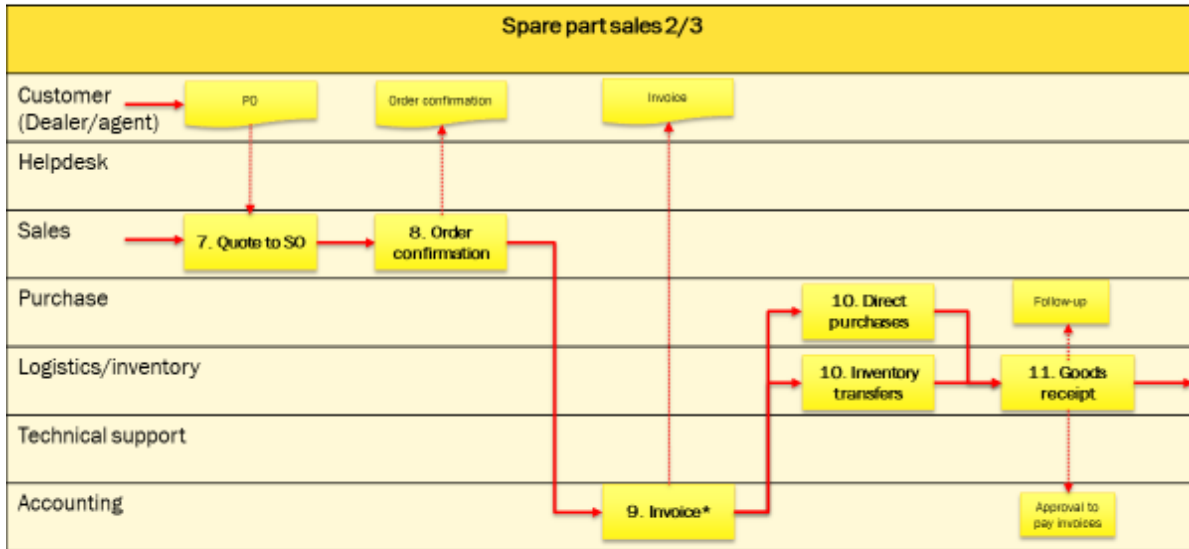 Spare part sales 2/3
Customer
(Dealer/agent)
PO
Order confirmation
Invoice
Helpdesk
Sales
7. Quote to SO
8. Order
confirmation
Purchase
10. Direct
purchases
Follow-up
Logistics/inventory
10. Inventory
transfers
11. Goods
receipt
Technical support
Accounting
9. Invoice*
Approval to
pay invoices